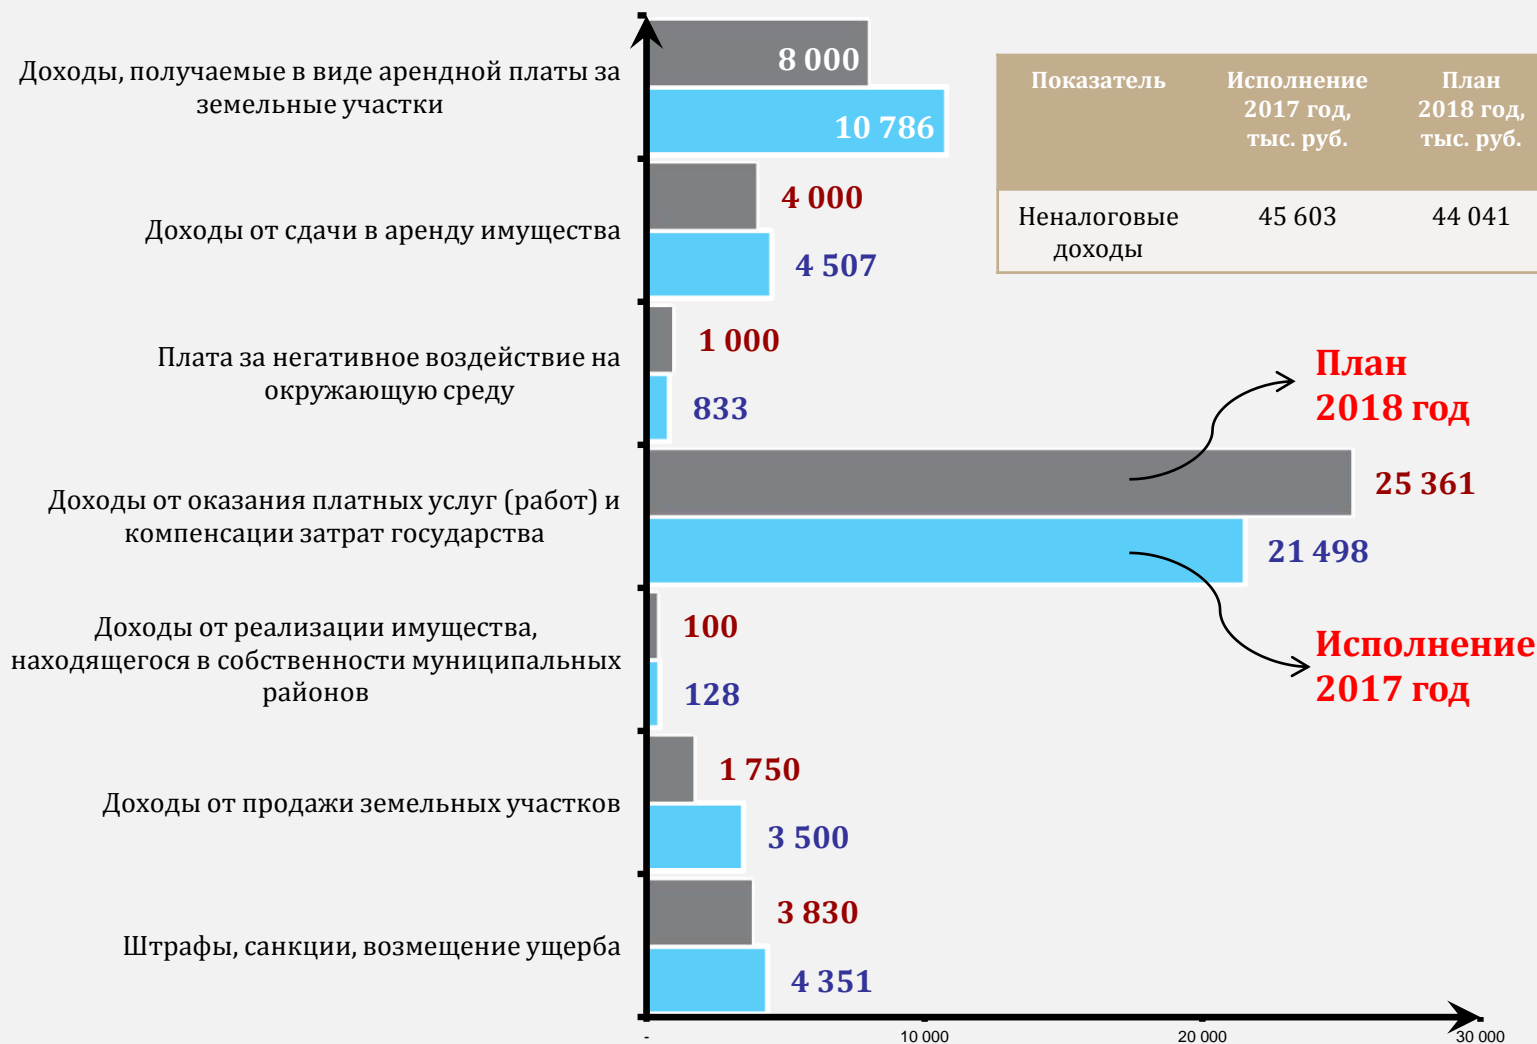 Доходы, получаемые в виде арендной платы за
земельные участки
8 000
10 786
Показатель Исполнение 2017 год, тыс. руб. План 2018 год, тыс. руб.
Неналоговые доходы 45 603 44 041
Доходы от сдачи в аренду имущества
4 000
4 507
Плата за негативное воздействие на
окружающую среду
1 000
833
План
2018 год
Доходы от оказания платных услуг (работ) и
компенсации затрат государства
25 361
21 498
Доходы от реализации имущества,
находящегося в собственности муниципальных
районов
100
128
Исполнение
2017 год
Доходы от продажи земельных участков
1 750
3 500
Штрафы, санкции, возмещение ущерба
3 830
4 351
- 10 000 20 000 30 000